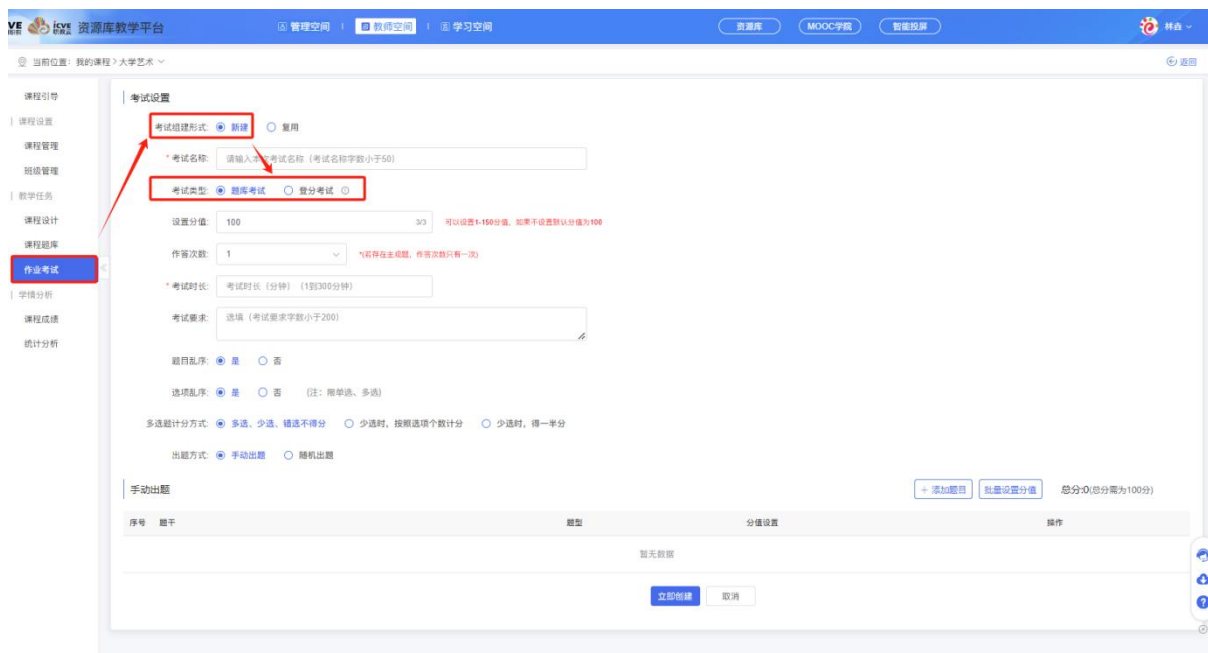 icve 资源库教学平台 管理空间 教师空间 学习空间 资源库 MOOC学院 智能投屏
当前位置：我的课程 > 大学艺术 返回
课程引导
课程设置
课程管理
班级管理
教学任务
课程设计
课程题库
作业考试
学情分析
课程成绩
统计分析
考试设置
考试组建形式: 新建 复用
* 考试名称: 请输入本次考试名称（考试名称字数小于50）
考试类型: 题库考试 登分考试
设置分值: 100 3/3 可以设置1-150分值，如果不设置默认分值为100
作答次数: 1 *(若存在主观题，作答次数只有一次)
* 考试时长: 考试时长（分钟）（1到300分钟）
考试要求: 选填（考试要求字数小于200）
题目乱序: 是 否
选项乱序: 是 否 (注：限单选、多选)
多选题计分方式: 多选、少选、错选不得分 少选时，按照选项个数计分 少选时，得一半分
出题方式: 手动出题 随机出题
手动出题 + 添加题目 批量设置分值 总分:0(总分需为100分)
序号 题干 题型 分值设置 操作
暂无数据
立即创建 取消